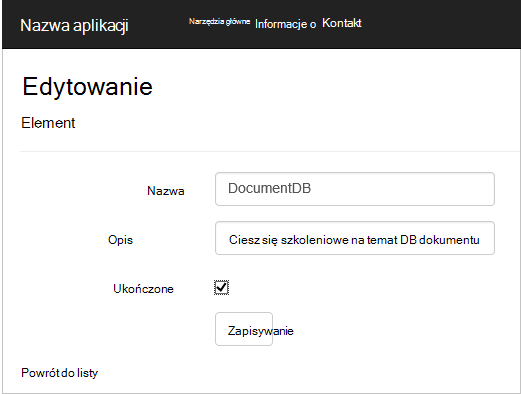 Nazwa aplikacji Narzędzia główne Informacje o Kontakt
Edytowanie
Element
Nazwa DocumentDB
Opis Ciesz się szkoleniowe na temat DB dokumentu
Ukończone
Zapisywanie
Powrót do listy